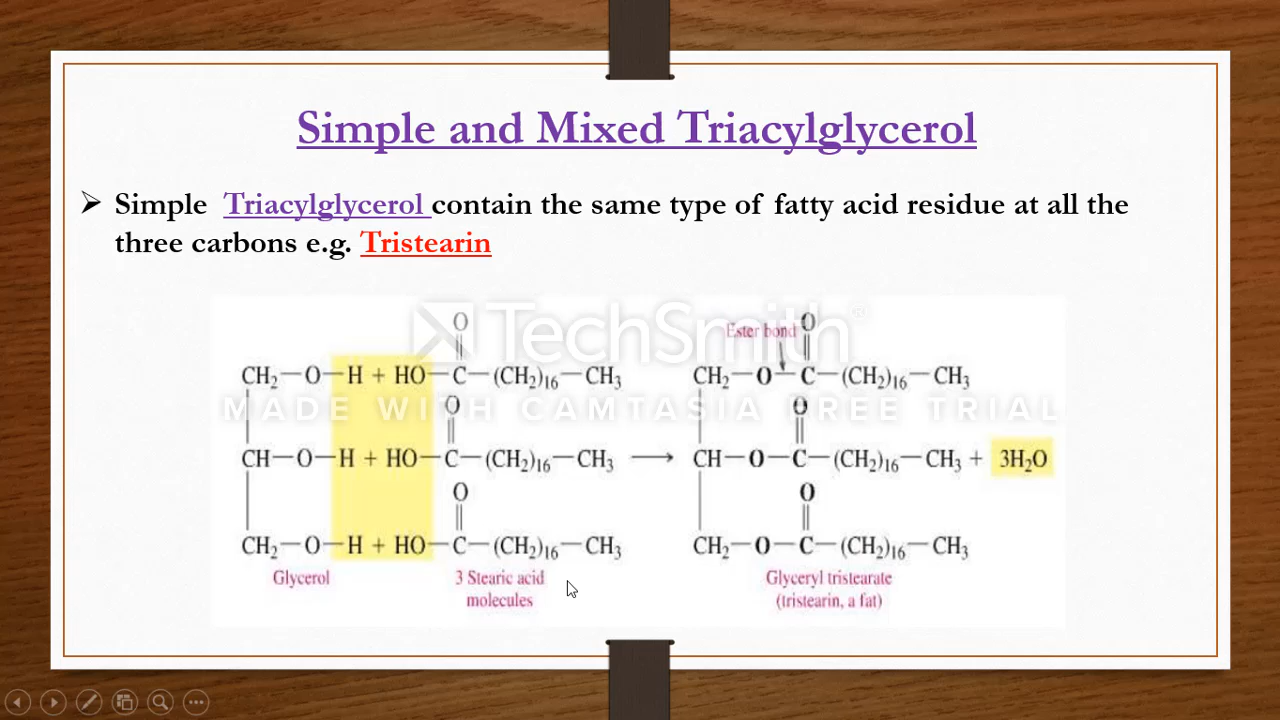 Simple and Mixed Triacylglycerol
➢ Simple Triacylglycerol contain the same type of fatty acid residue at all the
three carbons e.g. Tristearin
TechSmith®
MADE WITH CAMTASIA FREE TRIAL
O Ester bond O
CH₂—O—H + HO—C—(CH₂)₁₆—CH₃ CH₂—O—C—(CH₂)₁₆—CH₃
O O
CH—O—H + HO—C—(CH₂)₁₆—CH₃ ⟶ CH—O—C—(CH₂)₁₆—CH₃ + 3H₂O
O O
CH₂—O—H + HO—C—(CH₂)₁₆—CH₃ CH₂—O—C—(CH₂)₁₆—CH₃
Glycerol 3 Stearic acid Glyceryl tristearate
molecules (tristearin, a fat)